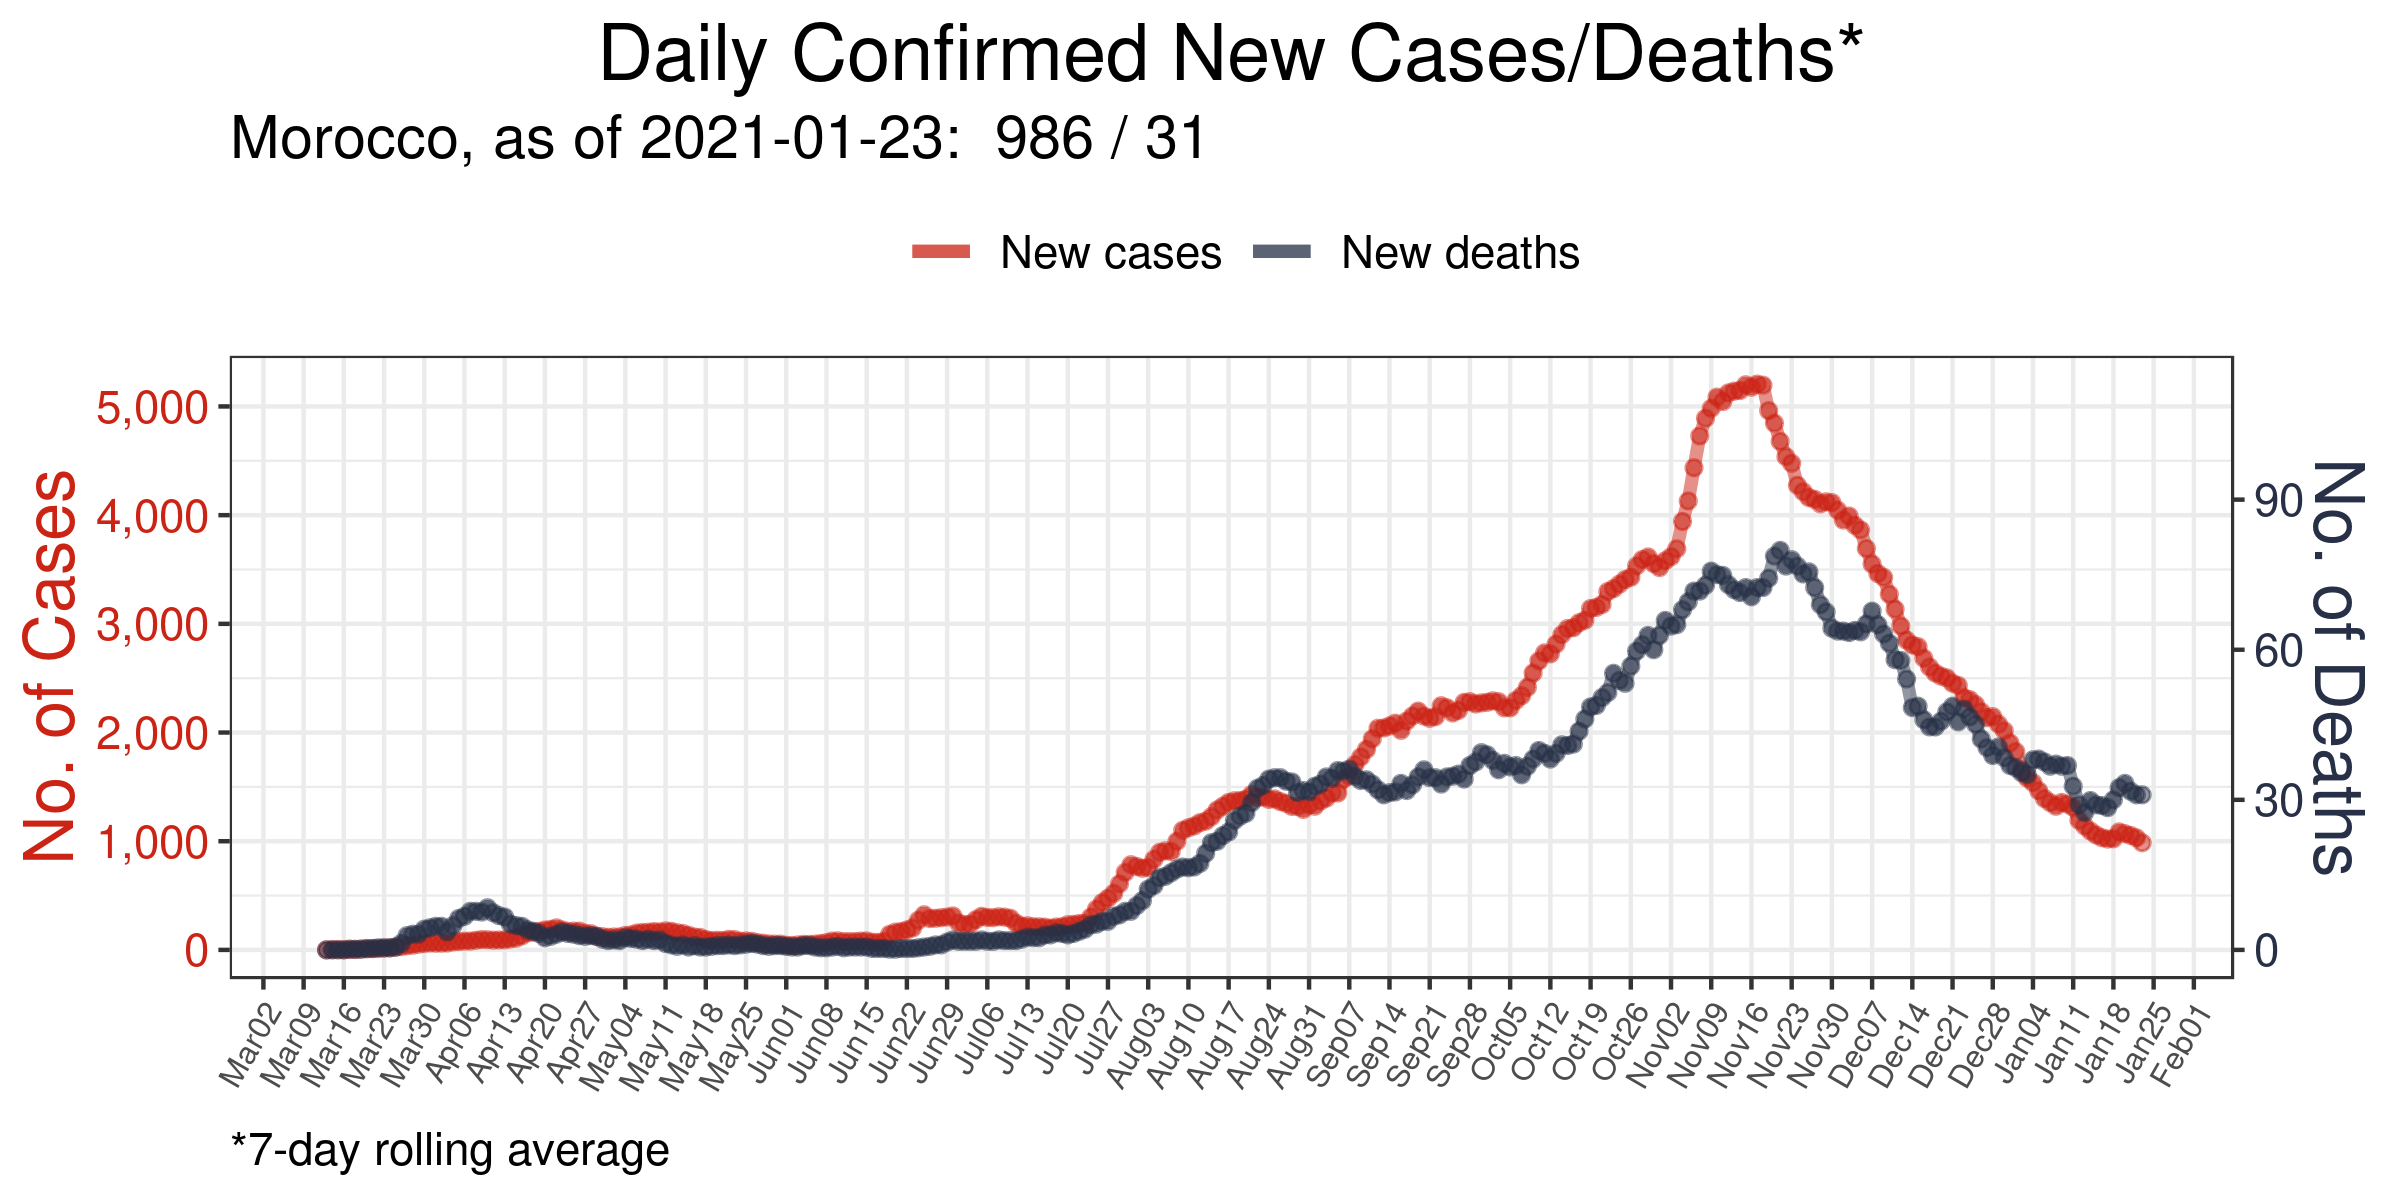 Daily Confirmed New Cases/Deaths*
Morocco, as of 2021-01-23:  986 / 31
New cases
New deaths
No. of Cases
5,000
4,000
3,000
2,000
1,000
0
No. of Deaths
90
60
30
0
Mar02
Mar09
Mar16
Mar23
Mar30
Apr06
Apr13
Apr20
Apr27
May04
May11
May18
May25
Jun01
Jun08
Jun15
Jun22
Jun29
Jul06
Jul13
Jul20
Jul27
Aug03
Aug10
Aug17
Aug24
Aug31
Sep07
Sep14
Sep21
Sep28
Oct05
Oct12
Oct19
Oct26
Nov02
Nov09
Nov16
Nov23
Nov30
Dec07
Dec14
Dec21
Dec28
Jan04
Jan11
Jan18
Jan25
Feb01
*7-day rolling average